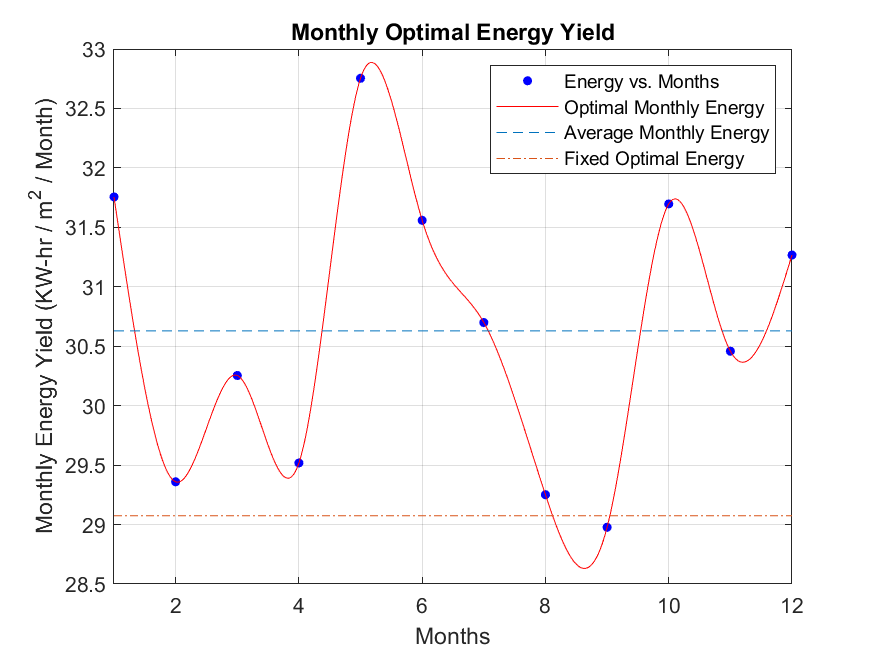 Monthly Optimal Energy Yield
Energy vs. Months
Optimal Monthly Energy
Average Monthly Energy
Fixed Optimal Energy
Monthly Energy Yield (KW-hr / m² / Month)
33
32.5
32
31.5
31
30.5
30
29.5
29
28.5
2 4 6 8 10 12
Months